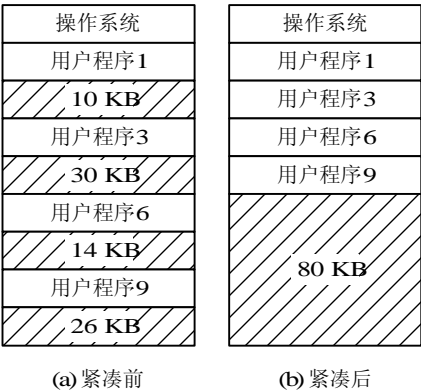 操作系统
用户程序1
10 KB
用户程序3
30 KB
用户程序6
14 KB
用户程序9
26 KB
(a) 紧凑前
操作系统
用户程序1
用户程序3
用户程序6
用户程序9
80 KB
(b) 紧凑后